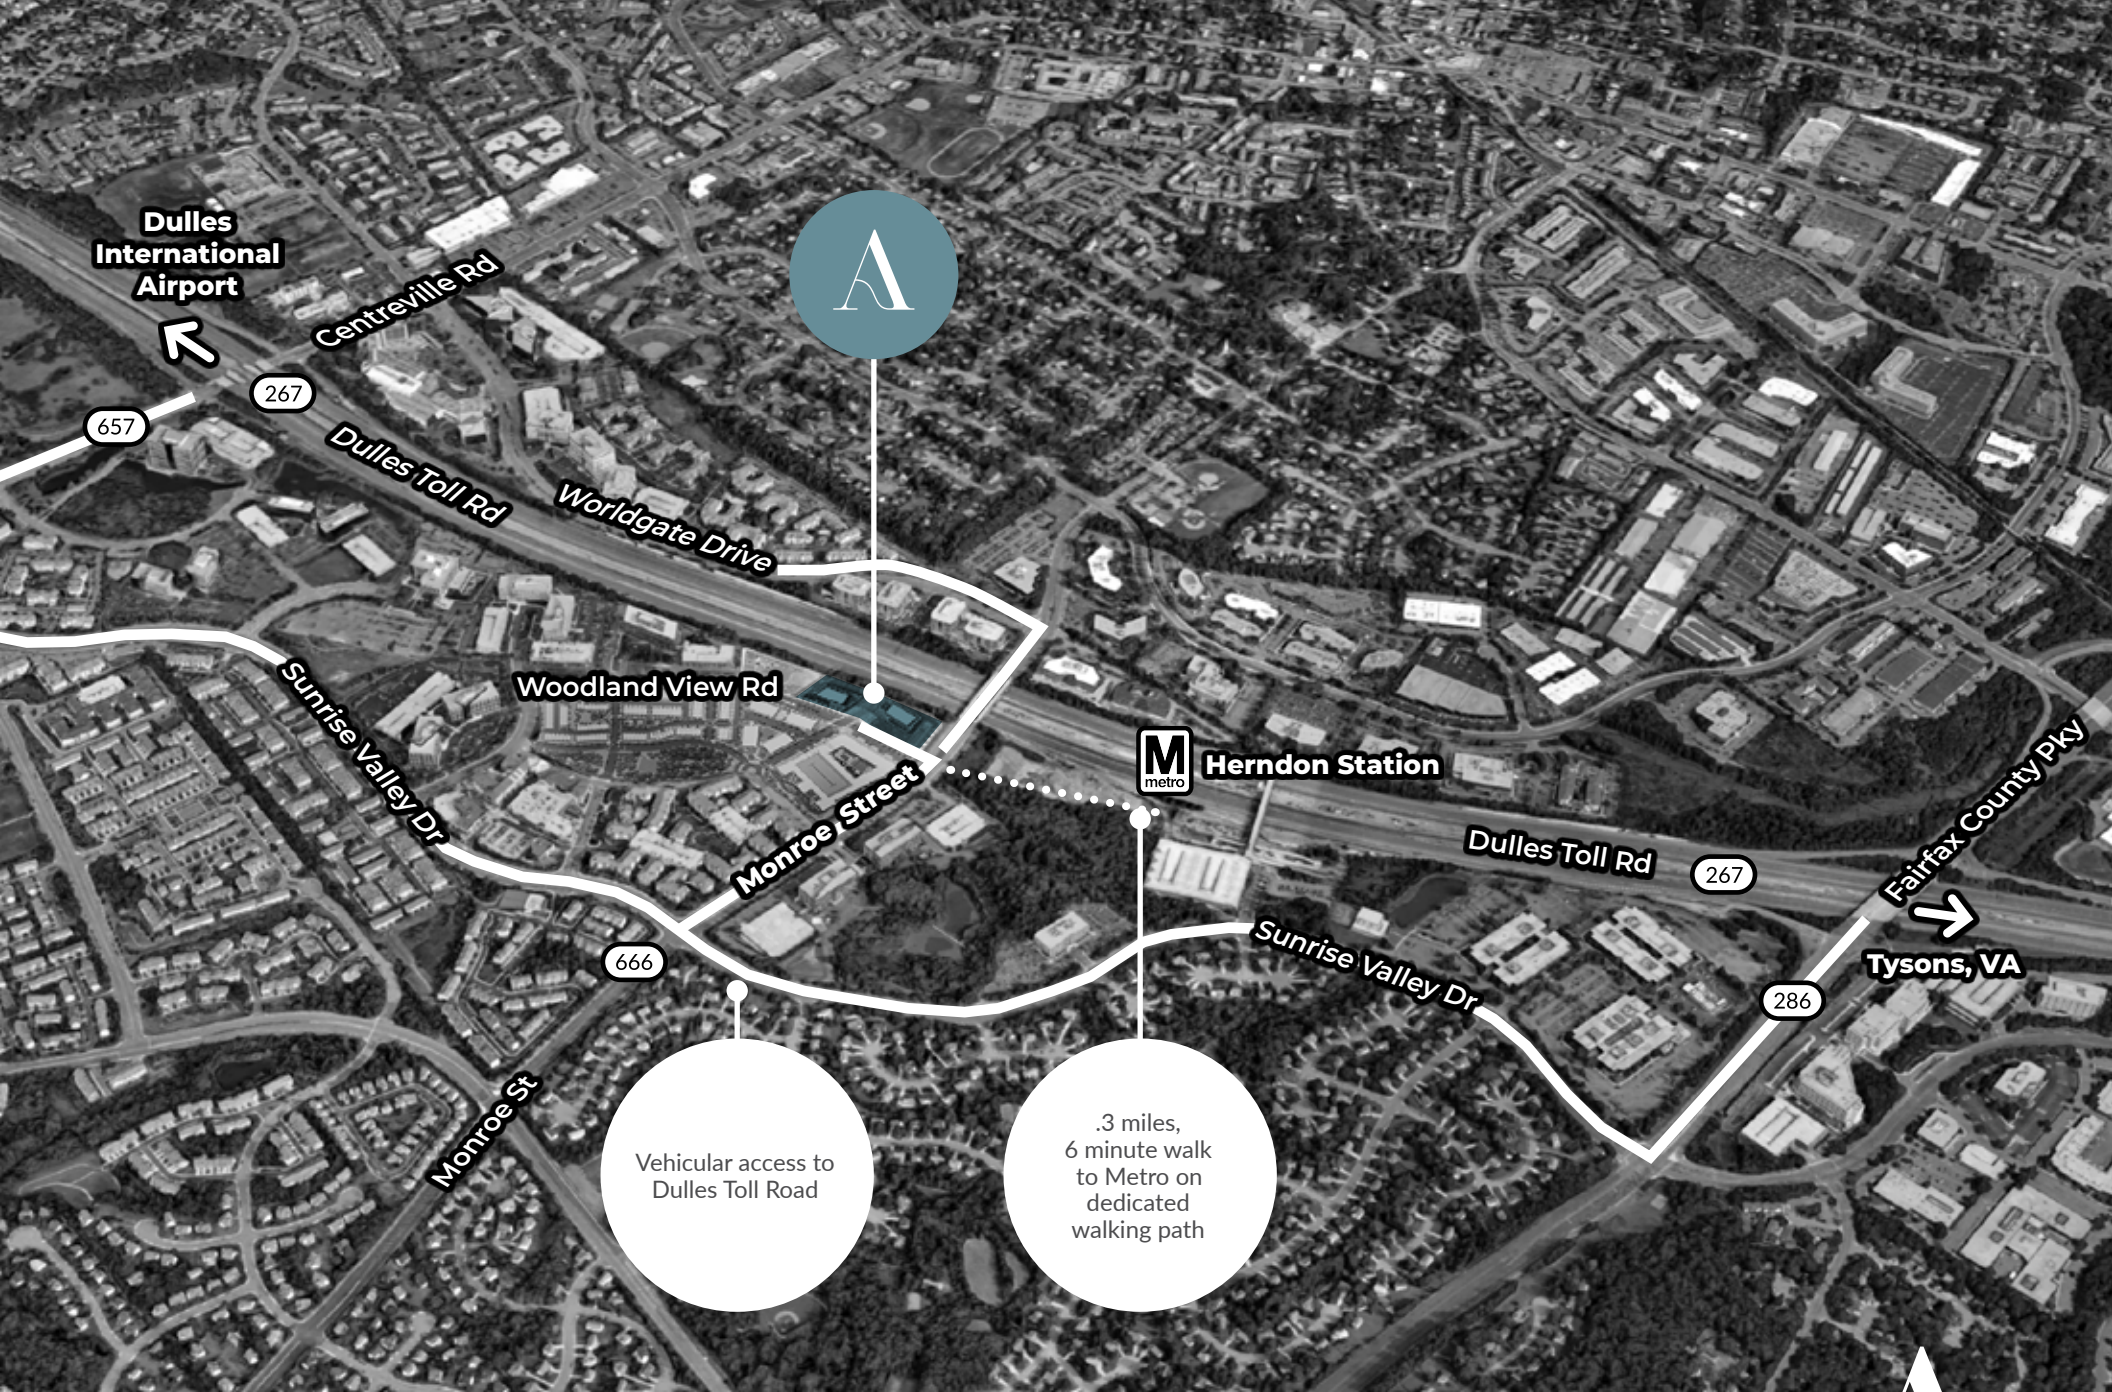 Dulles
International
Airport
Centreville Rd
A
267
657
Dulles Toll Rd
Worldgate Drive
Woodland View Rd
Sunrise Valley Dr
M
metro
Herndon Station
Monroe Street
Dulles Toll Rd
267
Fairfax County Pky
Tysons, VA
Sunrise Valley Dr
666
286
Monroe St
Vehicular access to
Dulles Toll Road
.3 miles,
6 minute walk
to Metro on
dedicated
walking path